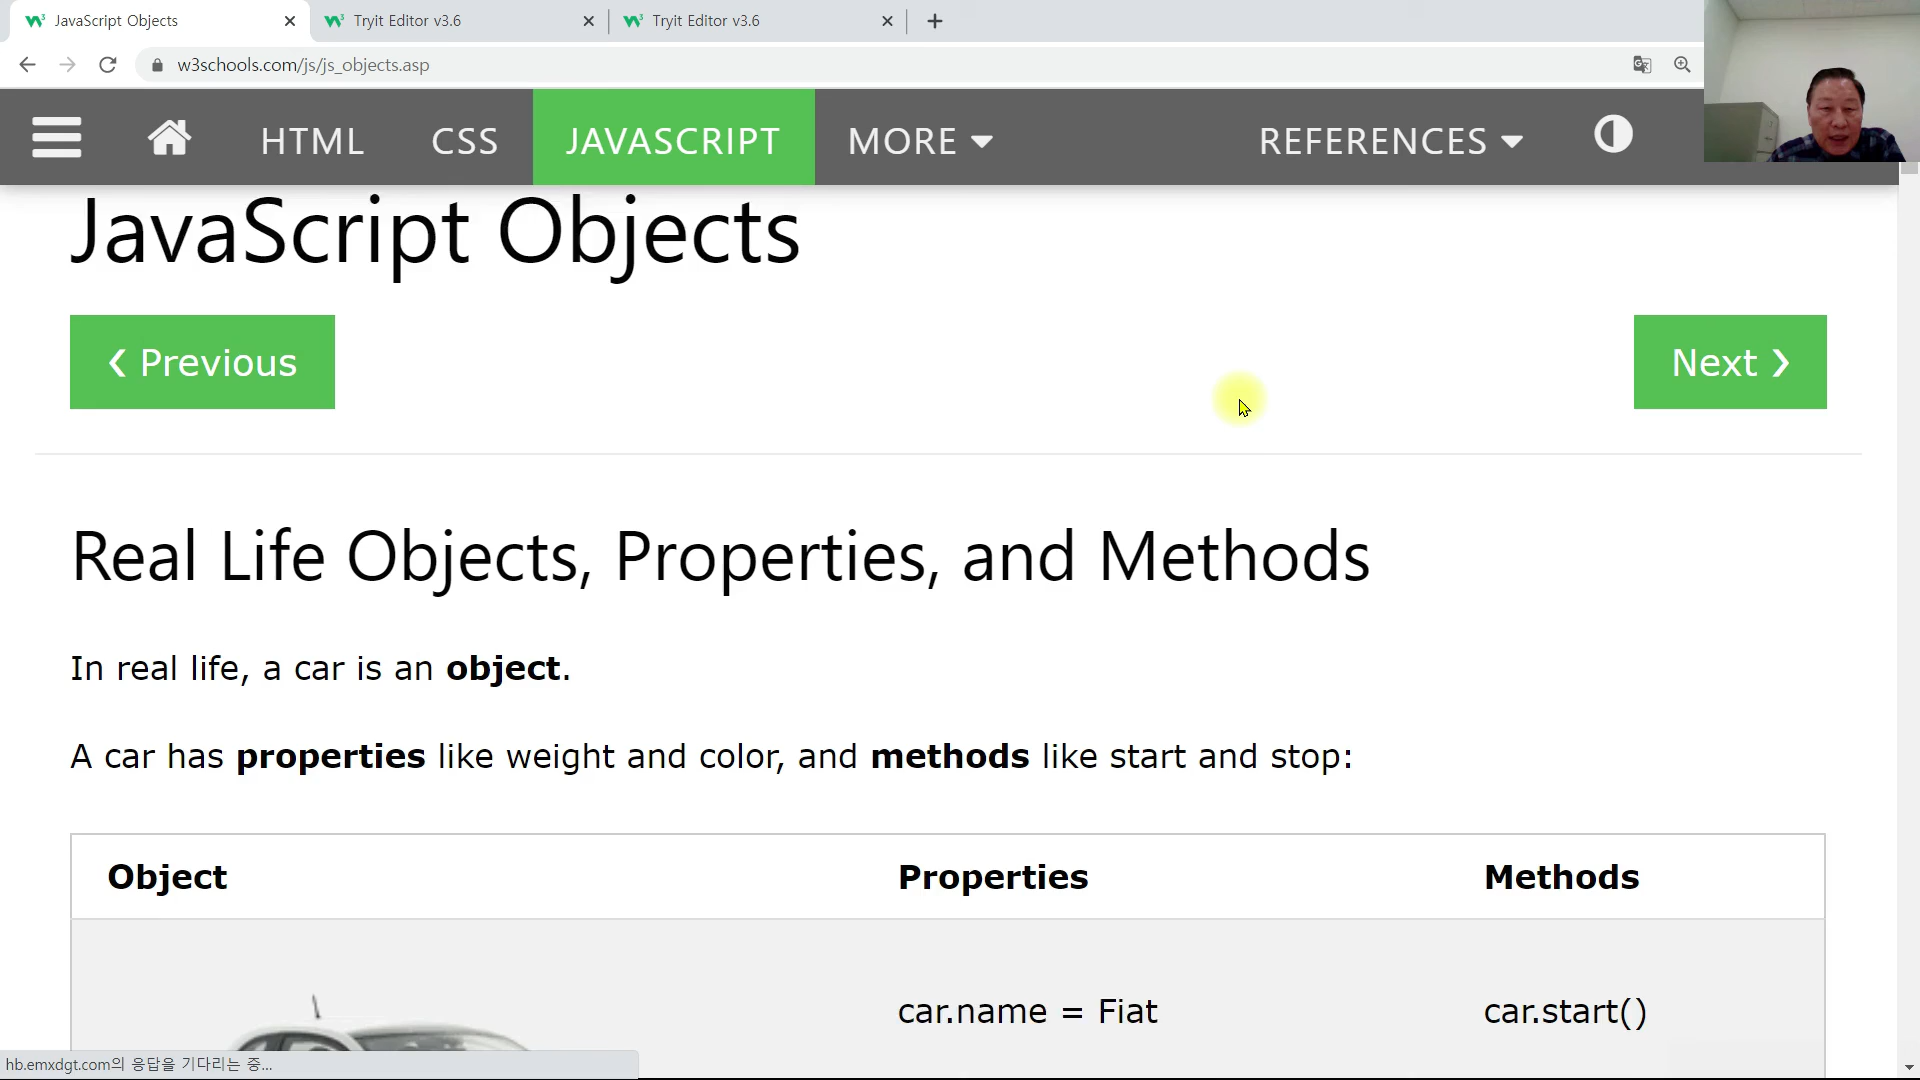 JavaScript Objects
Tryit Editor v3.6
Tryit Editor v3.6
w3schools.com/js/js_objects.asp
HTML CSS JAVASCRIPT MORE REFERENCES
JavaScript Objects
❮ Previous
Next ❯
Real Life Objects, Properties, and Methods
In real life, a car is an object.
A car has properties like weight and color, and methods like start and stop:
Object Properties Methods
car.name = Fiat car.start()
hb.emxdgt.com의 응답을 기다리는 중...